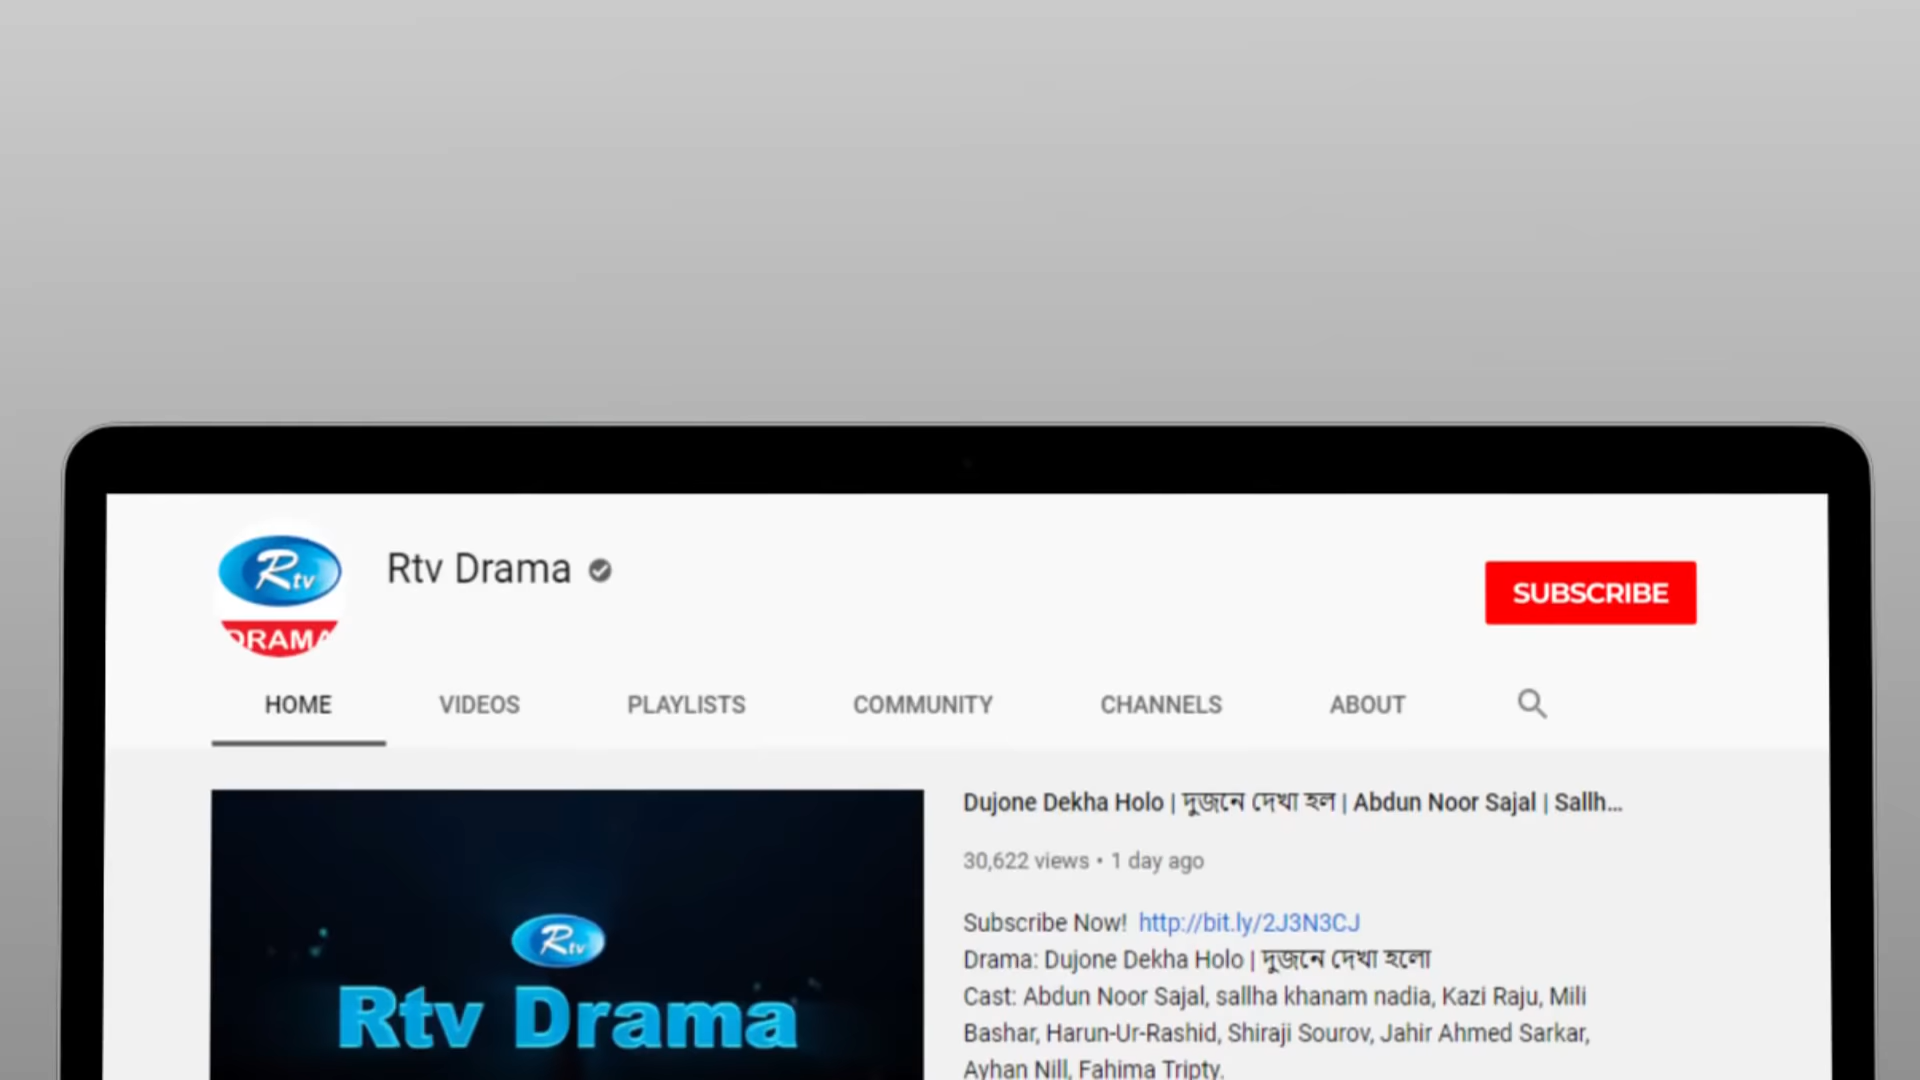 Rtv
DRAMA
Rtv Drama
SUBSCRIBE
HOME
VIDEOS
PLAYLISTS
COMMUNITY
CHANNELS
ABOUT
Dujone Dekha Holo | দুজনে দেখা হল | Abdun Noor Sajal | Sallh...
30,622 views • 1 day ago
Subscribe Now! http://bit.ly/2J3N3CJ
Drama: Dujone Dekha Holo | দুজনে দেখা হলো
Cast: Abdun Noor Sajal, sallha khanam nadia, Kazi Raju, Mili
Bashar, Harun-Ur-Rashid, Shiraji Sourov, Jahir Ahmed Sarkar,
Ayhan Nill, Fahima Tripty.
Rtv
Rtv Drama